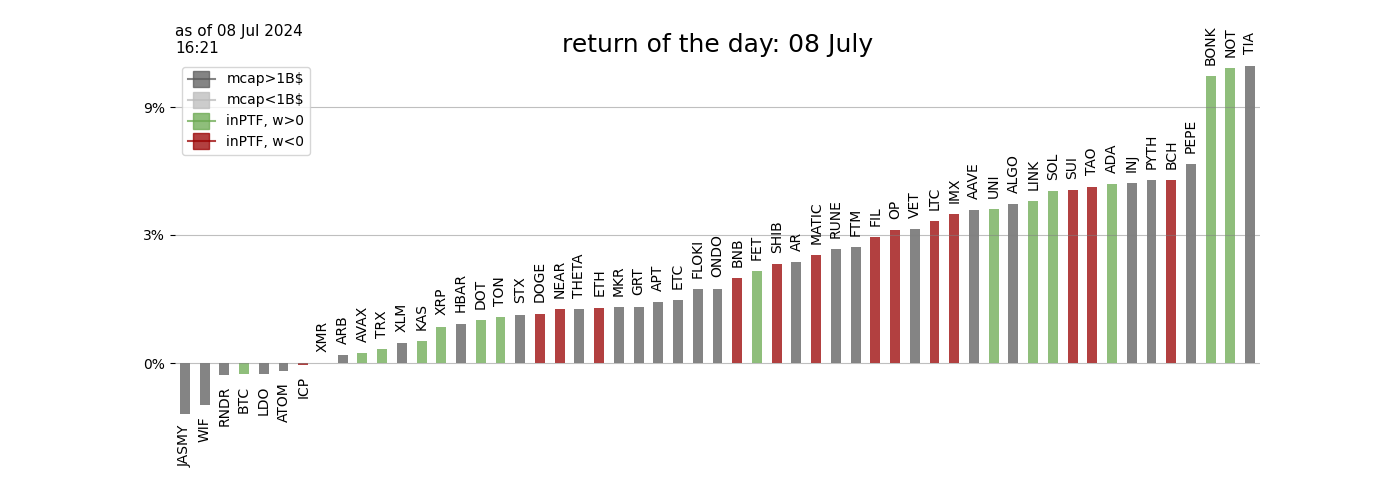 as of 08 Jul 2024
16:21
return of the day: 08 July
mcap>1B$
mcap<1B$
inPTF, w>0
inPTF, w<0
9%
3%
0%
JASMY
WIF
RNDR
BTC
LDO
ATOM
ICP
XMR
ARB
AVAX
TRX
XLM
KAS
XRP
HBAR
DOT
TON
STX
DOGE
NEAR
THETA
ETH
MKR
GRT
APT
ETC
FLOKI
ONDO
BNB
FET
SHIB
AR
MATIC
RUNE
FTM
FIL
OP
VET
LTC
IMX
AAVE
UNI
ALGO
LINK
SOL
SUI
TAO
ADA
INJ
PYTH
BCH
PEPE
BONK
NOT
TIA